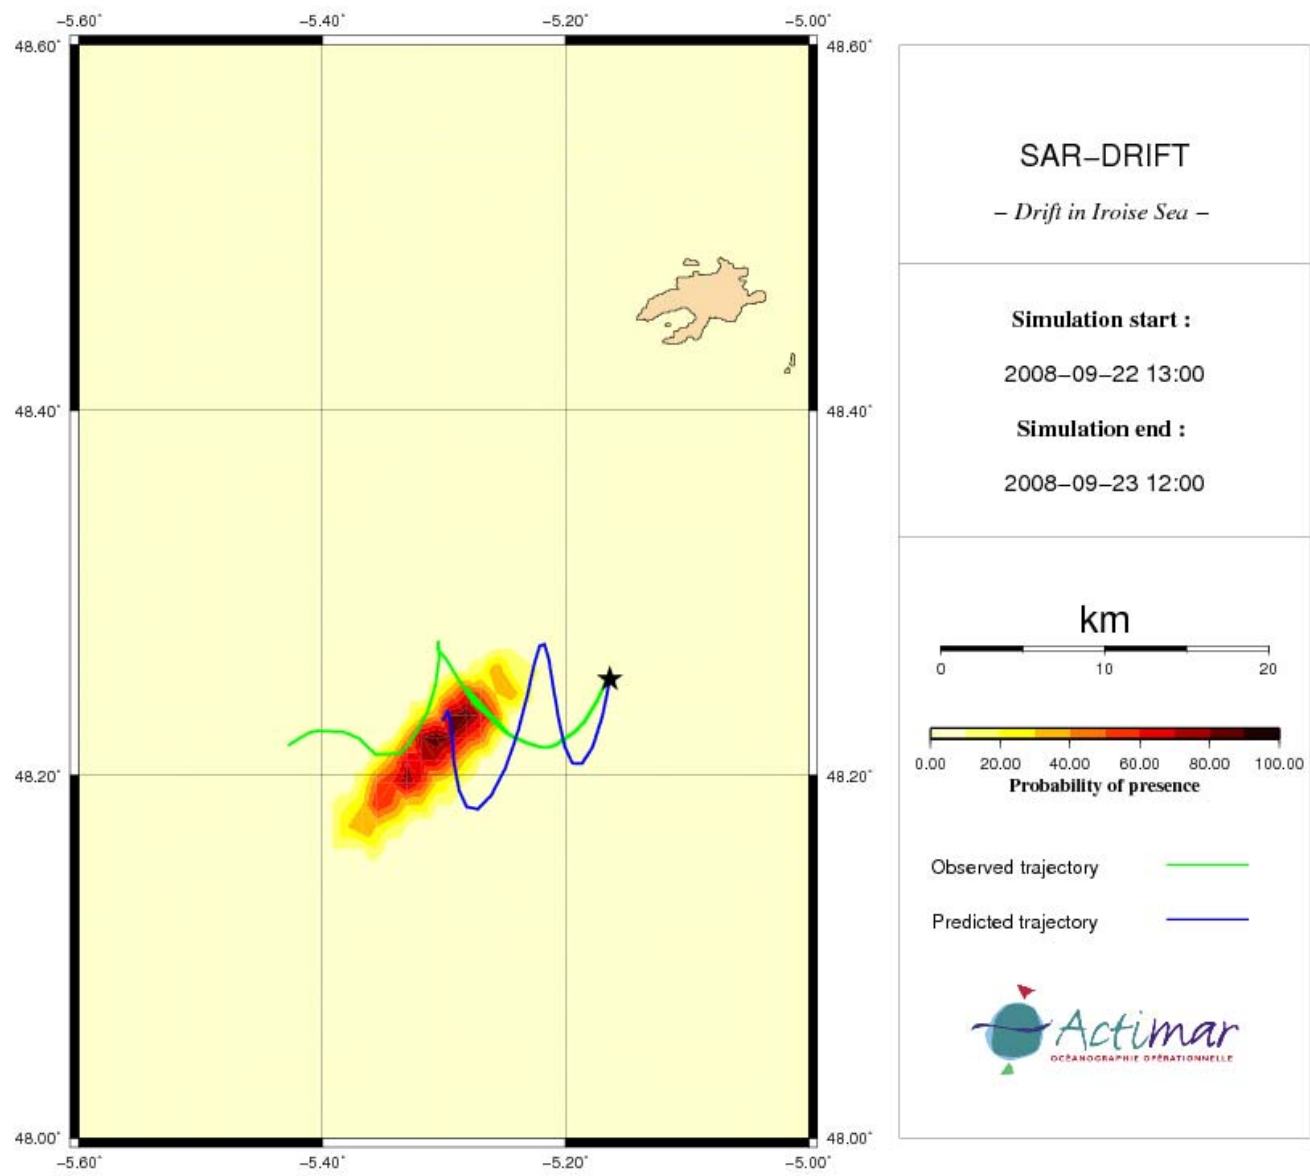 −5.60° −5.40° −5.20° −5.00°
48.60° 48.60°
48.40° 48.40°
48.20° 48.20°
48.00° 48.00°
−5.60° −5.40° −5.20° −5.00°
SAR−DRIFT
− Drift in Iroise Sea −
Simulation start :
2008−09−22 13:00
Simulation end :
2008−09−23 12:00
km
0 10 20
0.00 20.00 40.00 60.00 80.00 100.00
Probability of presence
Observed trajectory
Predicted trajectory
Actimar
OCÉANOGRAPHIE OPÉRATIONNELLE